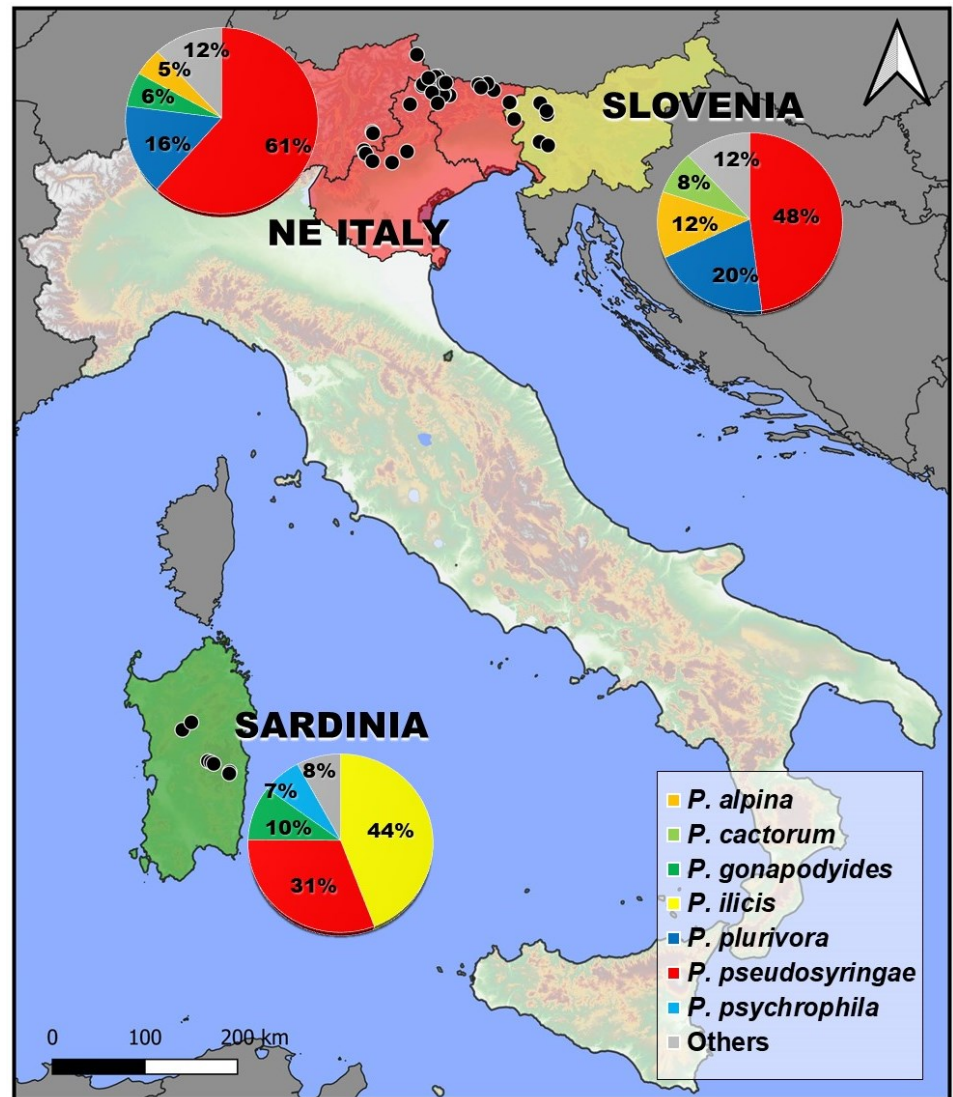 12%
5%
6%
16%
61%
NE ITALY
SLOVENIA
12%
8%
48%
12%
20%
SARDINIA
8%
7%
44%
10%
31%
P. alpina
P. cactorum
P. gonapodyides
P. ilicis
P. plurivora
P. pseudosyringae
P. psychrophila
Others
0 100 200 km